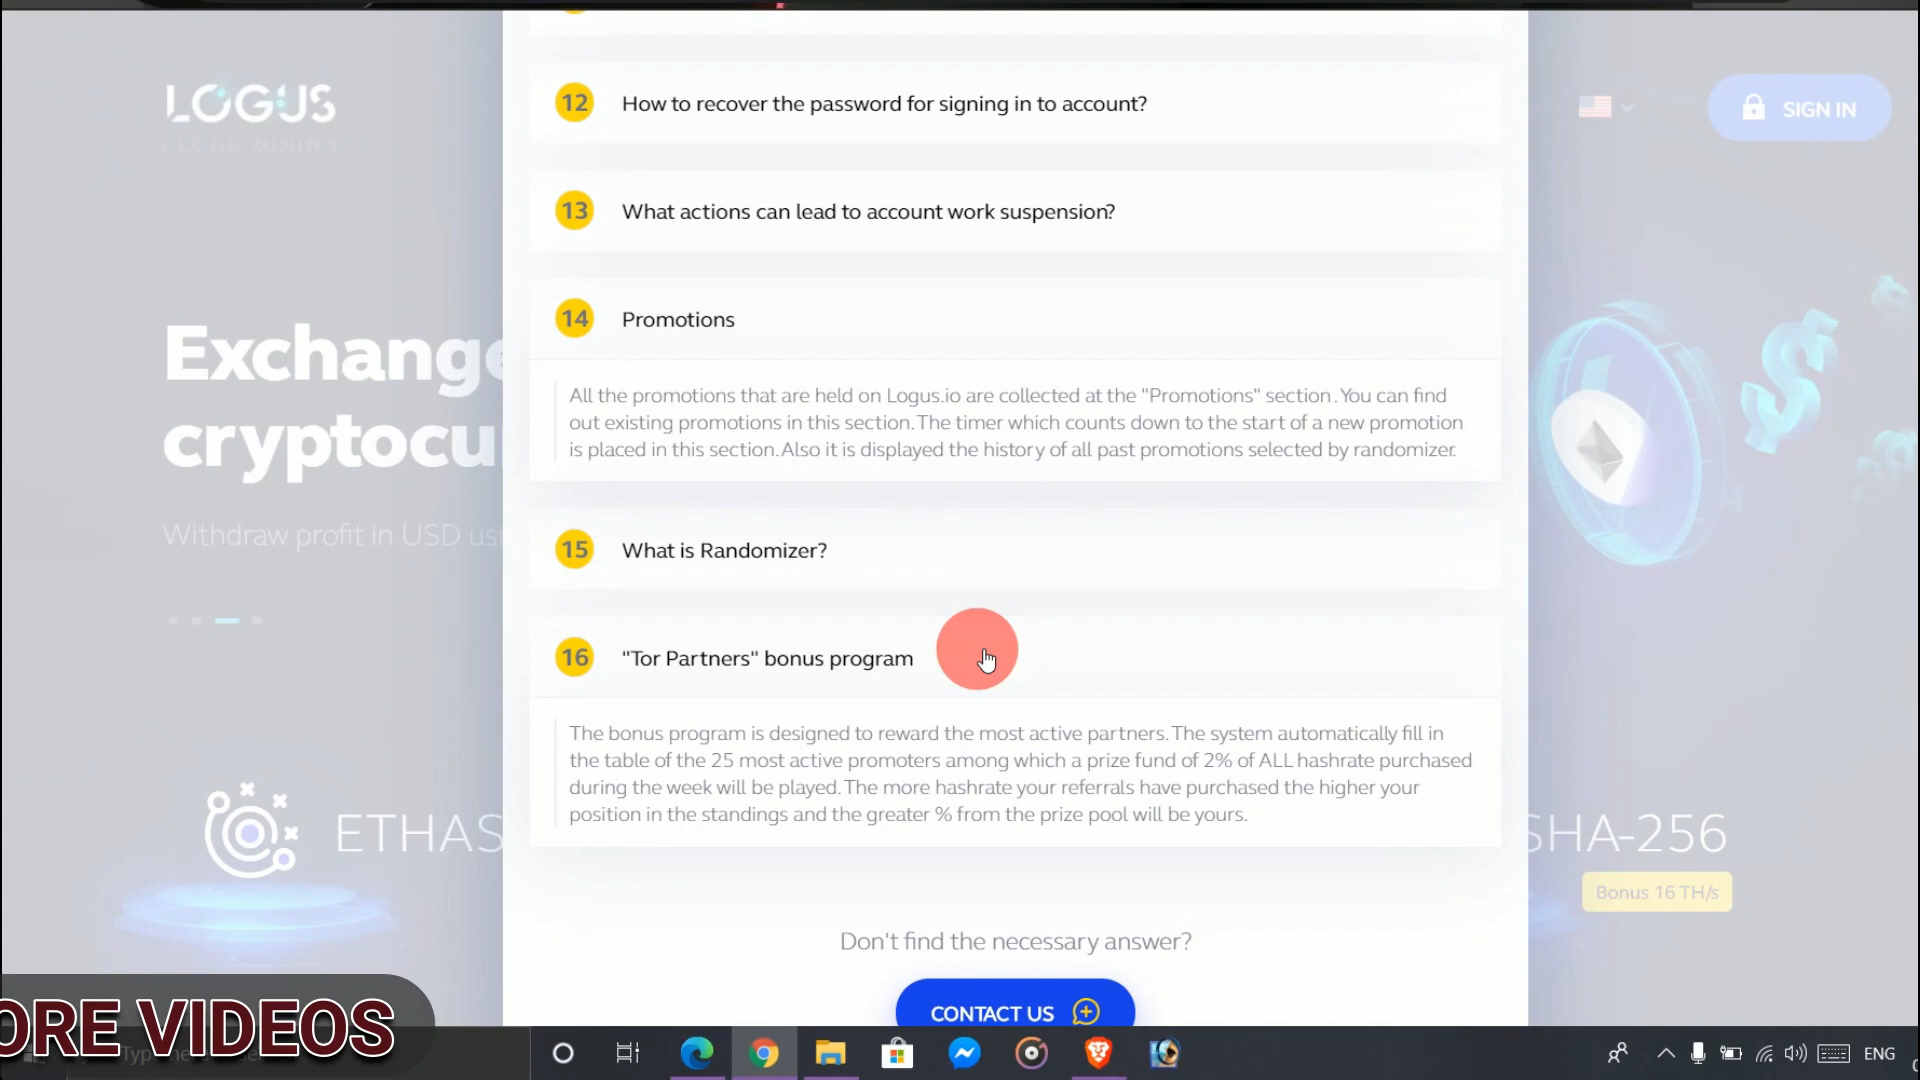 12 How to recover the password for signing in to account?
LOGUS
CLOUD MINING
SIGN IN
13 What actions can lead to account work suspension?
14 Promotions
All the promotions that are held on Logus.io are collected at the "Promotions" section. You can find
out existing promotions in this section. The timer which counts down to the start of a new promotion
is placed in this section. Also it is displayed the history of all past promotions selected by randomizer.
Exchange
cryptocu
Withdraw profit in USD usi
15 What is Randomizer?
16 "Tor Partners" bonus program
The bonus program is designed to reward the most active partners. The system automatically fill in
the table of the 25 most active promoters among which a prize fund of 2% of ALL hashrate purchased
during the week will be played. The more hashrate your referrals have purchased the higher your
position in the standings and the greater % from the prize pool will be yours.
ETHAS
SHA-256
Bonus 16 TH/s
Don't find the necessary answer?
CONTACT US
ORE VIDEOS
ENG